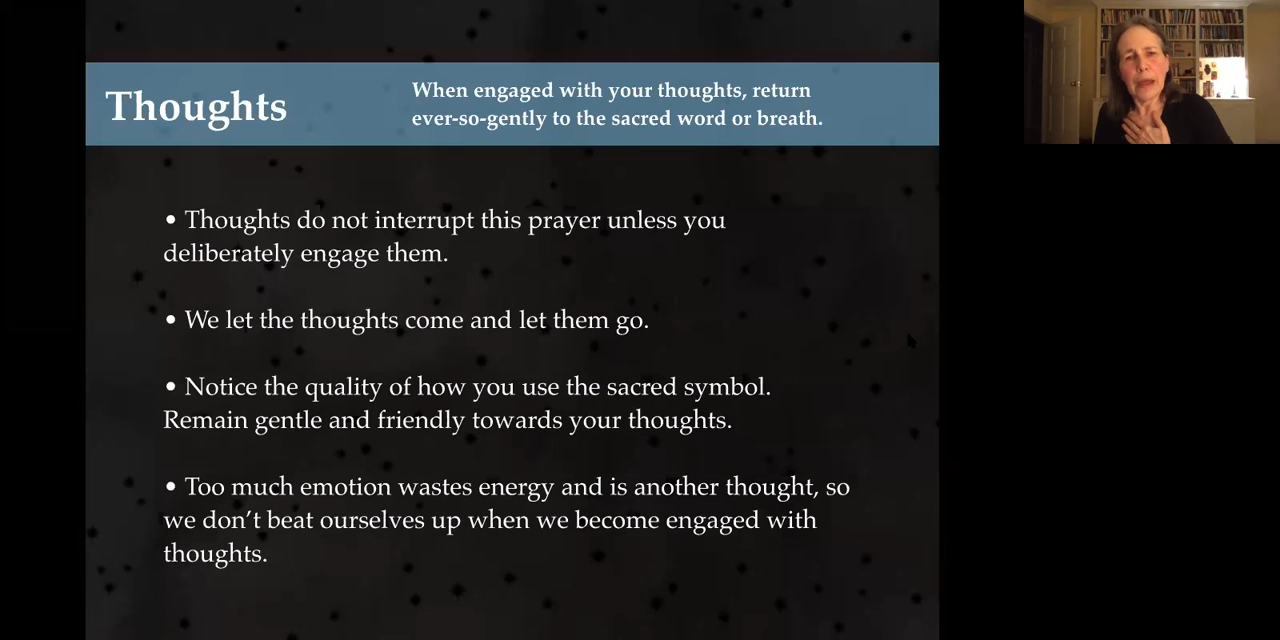 Thoughts
When engaged with your thoughts, return
ever-so-gently to the sacred word or breath.
• Thoughts do not interrupt this prayer unless you
deliberately engage them.
• We let the thoughts come and let them go.
• Notice the quality of how you use the sacred symbol.
Remain gentle and friendly towards your thoughts.
• Too much emotion wastes energy and is another thought, so
we don’t beat ourselves up when we become engaged with
thoughts.